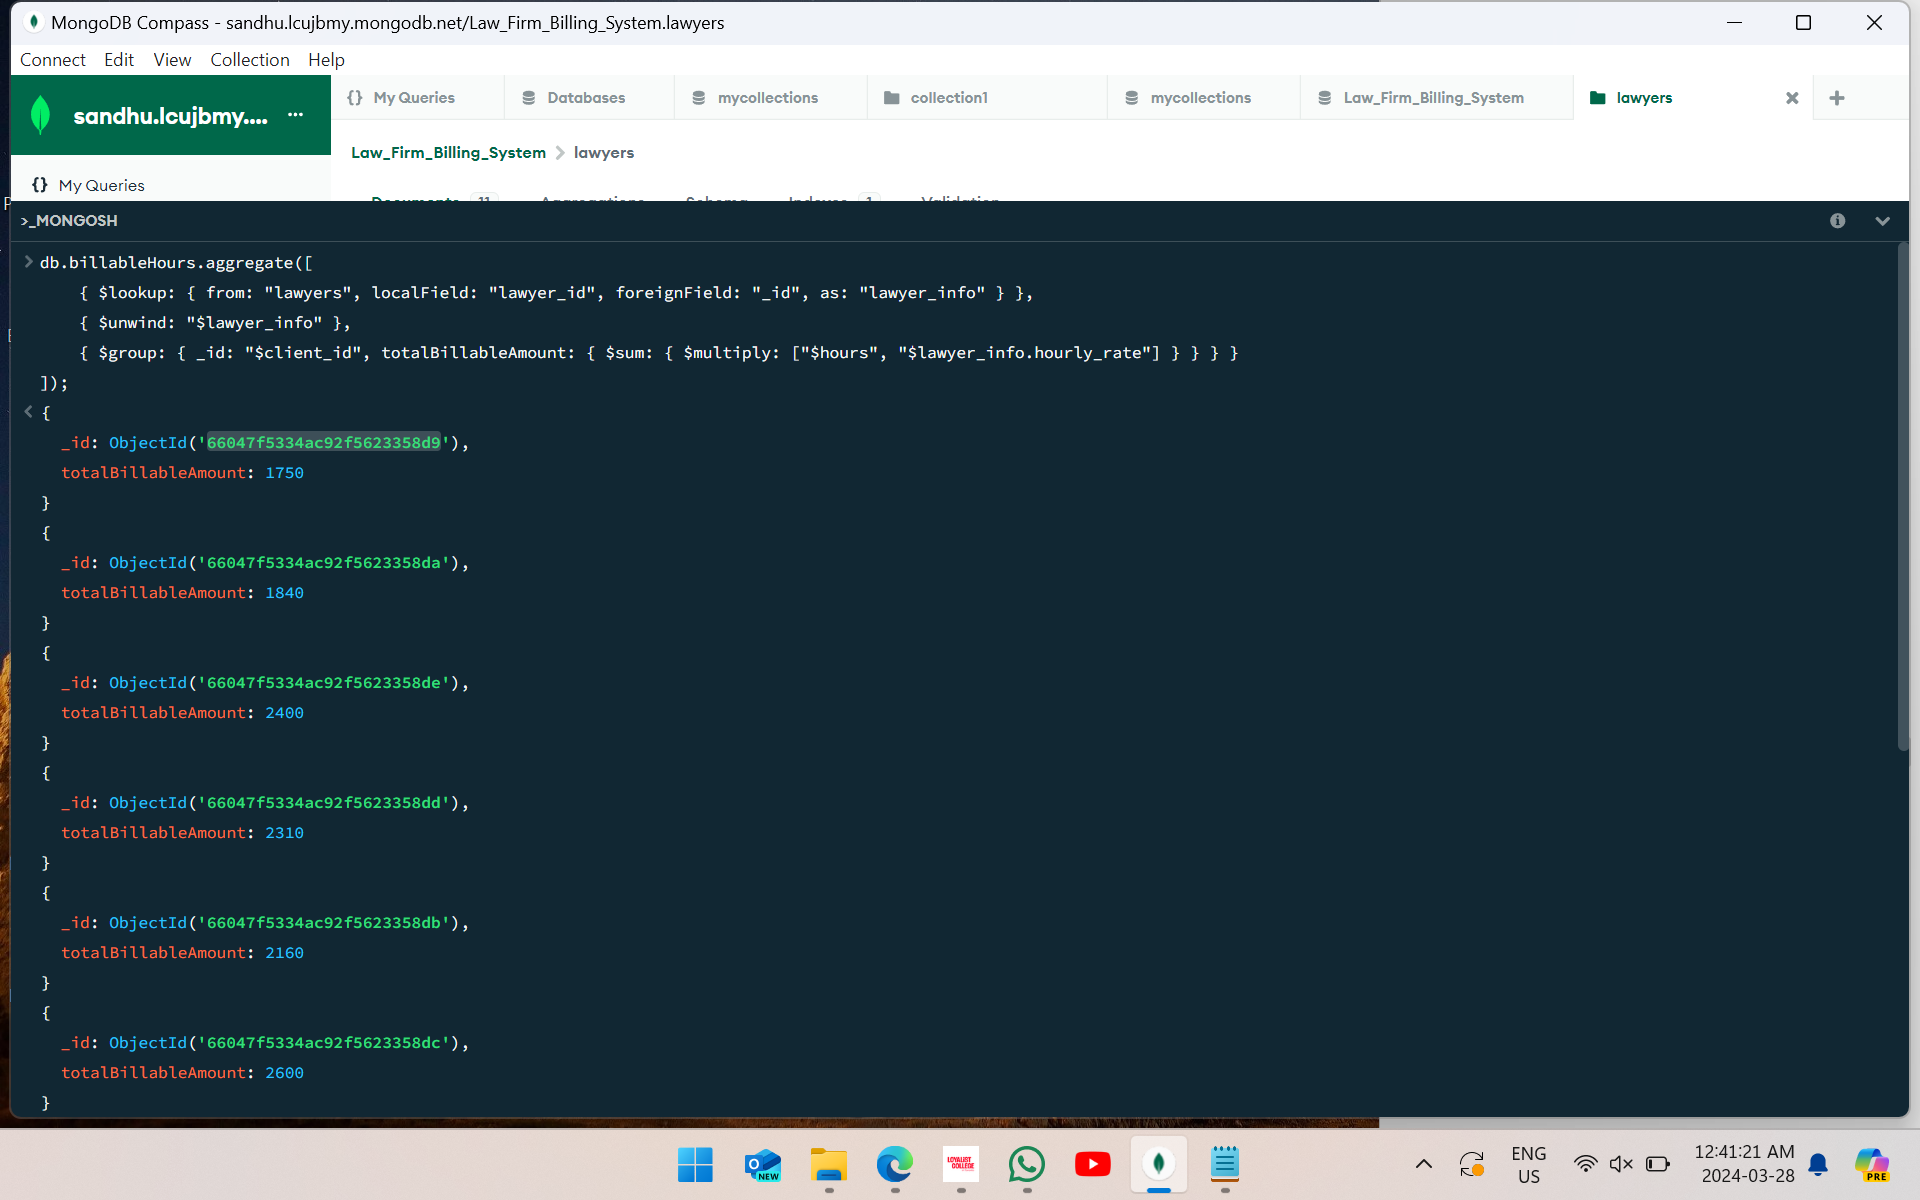 MongoDB Compass - sandhu.lcujbmy.mongodb.net/Law_Firm_Billing_System.lawyers
Connect Edit View Collection Help
sandhu.lcujbmy.... ...
{} My Queries
Databases
mycollections
collection1
mycollections
Law_Firm_Billing_System
lawyers
Law_Firm_Billing_System > lawyers
{} My Queries
Documents 11 Aggregations Schema Indexes 1 Validation
>_MONGOSH
> db.billableHours.aggregate([
{ $lookup: { from: "lawyers", localField: "lawyer_id", foreignField: "_id", as: "lawyer_info" } },
{ $unwind: "$lawyer_info" },
{ $group: { _id: "$client_id", totalBillableAmount: { $sum: { $multiply: ["$hours", "$lawyer_info.hourly_rate"] } } } }
]);
< {
_id: ObjectId('66047f5334ac92f5623358d9'),
totalBillableAmount: 1750
}
{
_id: ObjectId('66047f5334ac92f5623358da'),
totalBillableAmount: 1840
}
{
_id: ObjectId('66047f5334ac92f5623358de'),
totalBillableAmount: 2400
}
{
_id: ObjectId('66047f5334ac92f5623358dd'),
totalBillableAmount: 2310
}
{
_id: ObjectId('66047f5334ac92f5623358db'),
totalBillableAmount: 2160
}
{
_id: ObjectId('66047f5334ac92f5623358dc'),
totalBillableAmount: 2600
}
NEW
LOYALIST
COLLEGE
ENG
US
12:41:21 AM
2024-03-28
PRE